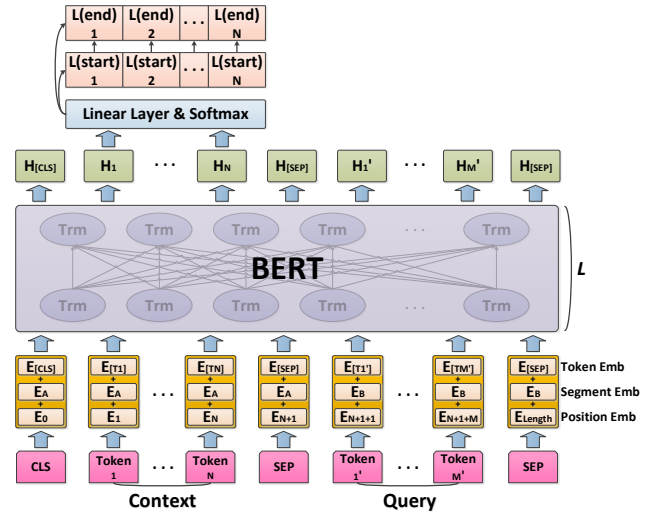 L(end) L(end) ... L(end)
1 2 N
L(start) L(start) ... L(start)
1 2 N
Linear Layer & Softmax
H[CLS] H1 ... HN H[SEP] H1' ... HM' H[SEP]
Trm Trm Trm Trm ... Trm
BERT L
Trm Trm Trm Trm ... Trm
E[CLS] E[T1] E[TN] E[SEP] E[T1'] E[TM'] E[SEP] Token Emb
+ + + + + + +
EA EA ... EA EA EB ... EB EB Segment Emb
+ + + + + + +
E0 E1 EN EN+1 EN+1+1 EN+1+M ELength Position Emb
CLS Token ... Token SEP Token ... Token SEP
1 N 1' M'
Context Query